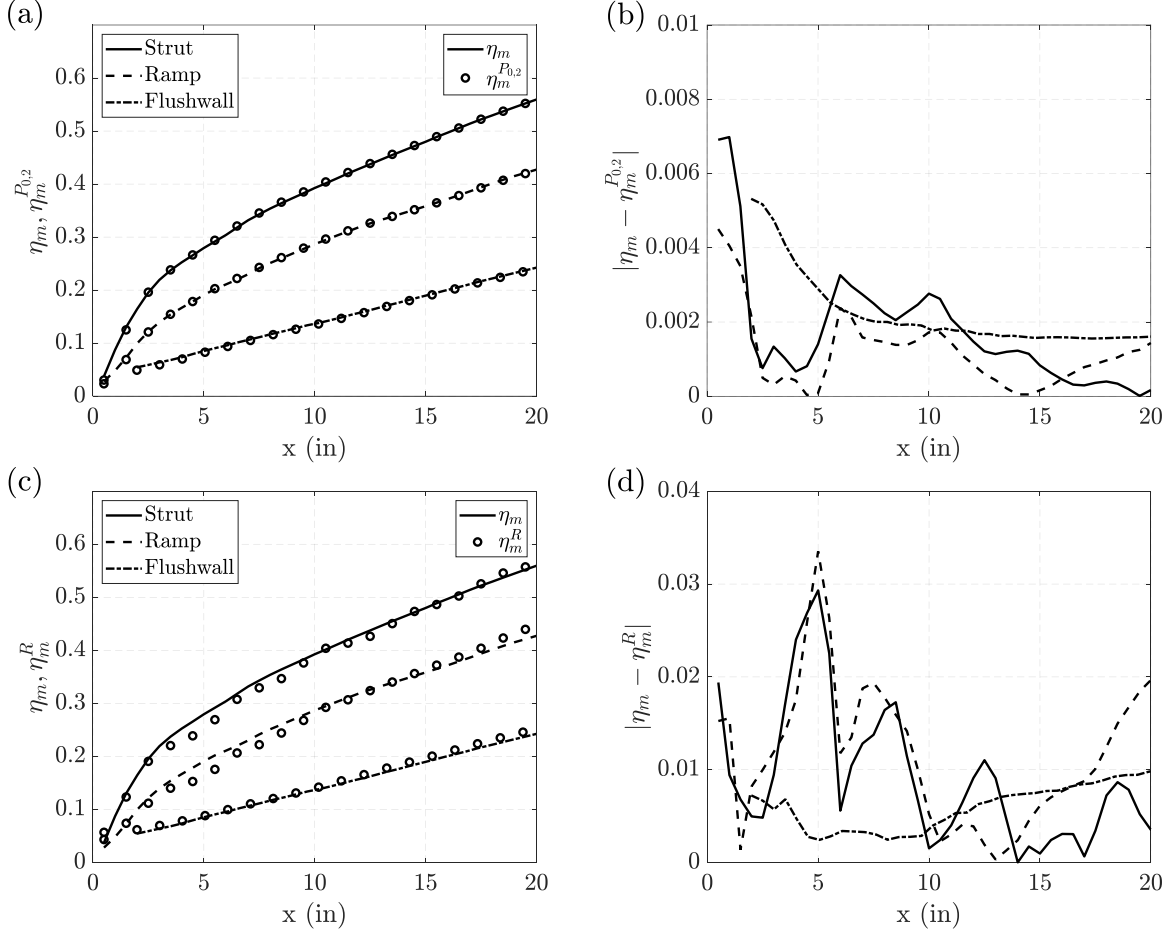 (a)
Strut
Ramp
Flushwall
η_m
η_m^{P_{0,2}}
0.6
0.5
0.4
0.3
0.2
0.1
0
η_m, η_m^{P_{0,2}}
0 5 10 15 20
x (in)
(b)
0.01
0.008
0.006
0.004
0.002
0
|η_m − η_m^{P_{0,2}}|
0 5 10 15 20
x (in)
(c)
Strut
Ramp
Flushwall
η_m
η_m^R
0.6
0.5
0.4
0.3
0.2
0.1
0
η_m, η_m^R
0 5 10 15 20
x (in)
(d)
0.04
0.03
0.02
0.01
0
|η_m − η_m^R|
0 5 10 15 20
x (in)